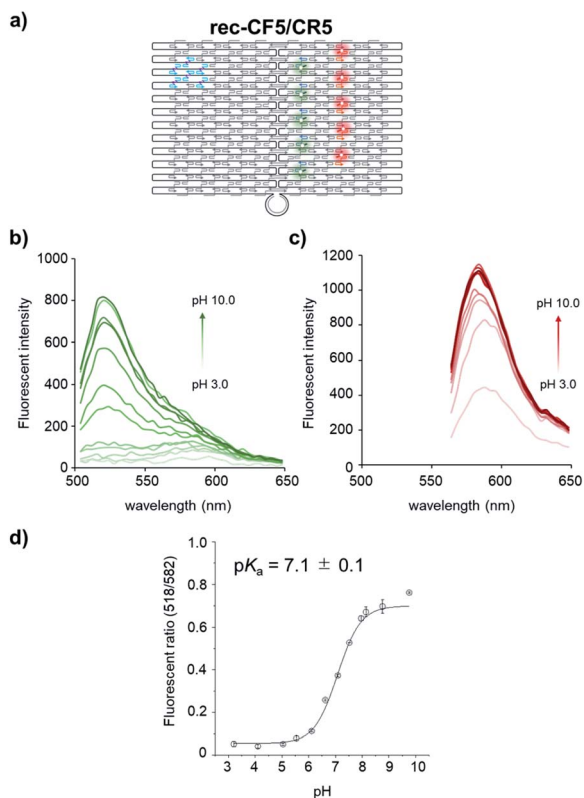 a)
rec-CF5/CR5
b)
Fluorescent intensity
1000
800
600
400
200
0
500
550
600
650
wavelength (nm)
pH 10.0
pH 3.0
c)
Fluorescent intensity
1200
1000
800
600
400
200
0
500
550
600
650
wavelength (nm)
pH 10.0
pH 3.0
d)
pKa = 7.1 ± 0.1
Fluorescent ratio (518/582)
1.0
0.8
0.6
0.4
0.2
0
3 4 5 6 7 8 9 10
pH